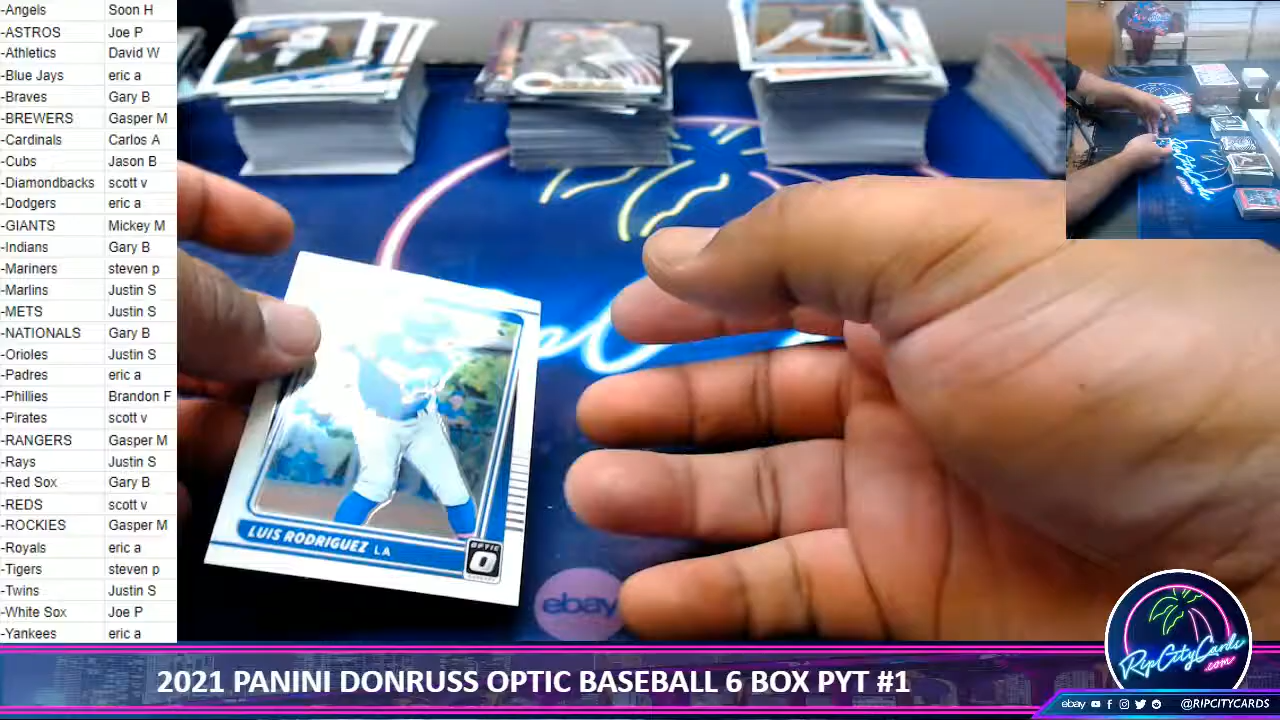 -Angels Soon H
-ASTROS Joe P
-Athletics David W
-Blue Jays eric a
-Braves Gary B
-BREWERS Gasper M
-Cardinals Carlos A
-Cubs Jason B
-Diamondbacks scott v
-Dodgers eric a
-GIANTS Mickey M
-Indians Gary B
-Mariners steven p
-Marlins Justin S
-METS Justin S
-NATIONALS Gary B
-Orioles Justin S
-Padres eric a
-Phillies Brandon F
-Pirates scott v
-RANGERS Gasper M
-Rays Justin S
-Red Sox Gary B
-REDS scott v
-ROCKIES Gasper M
-Royals eric a
-Tigers steven p
-Twins Justin S
-White Sox Joe P
-Yankees eric a
LUIS RODRIGUEZ LA
OPTIC
O
ebay
RipCityCards
.com
2021 PANINI DONRUSS OPTIC BASEBALL 6 BOX PYT #1
ebay @RIPCITYCARDS